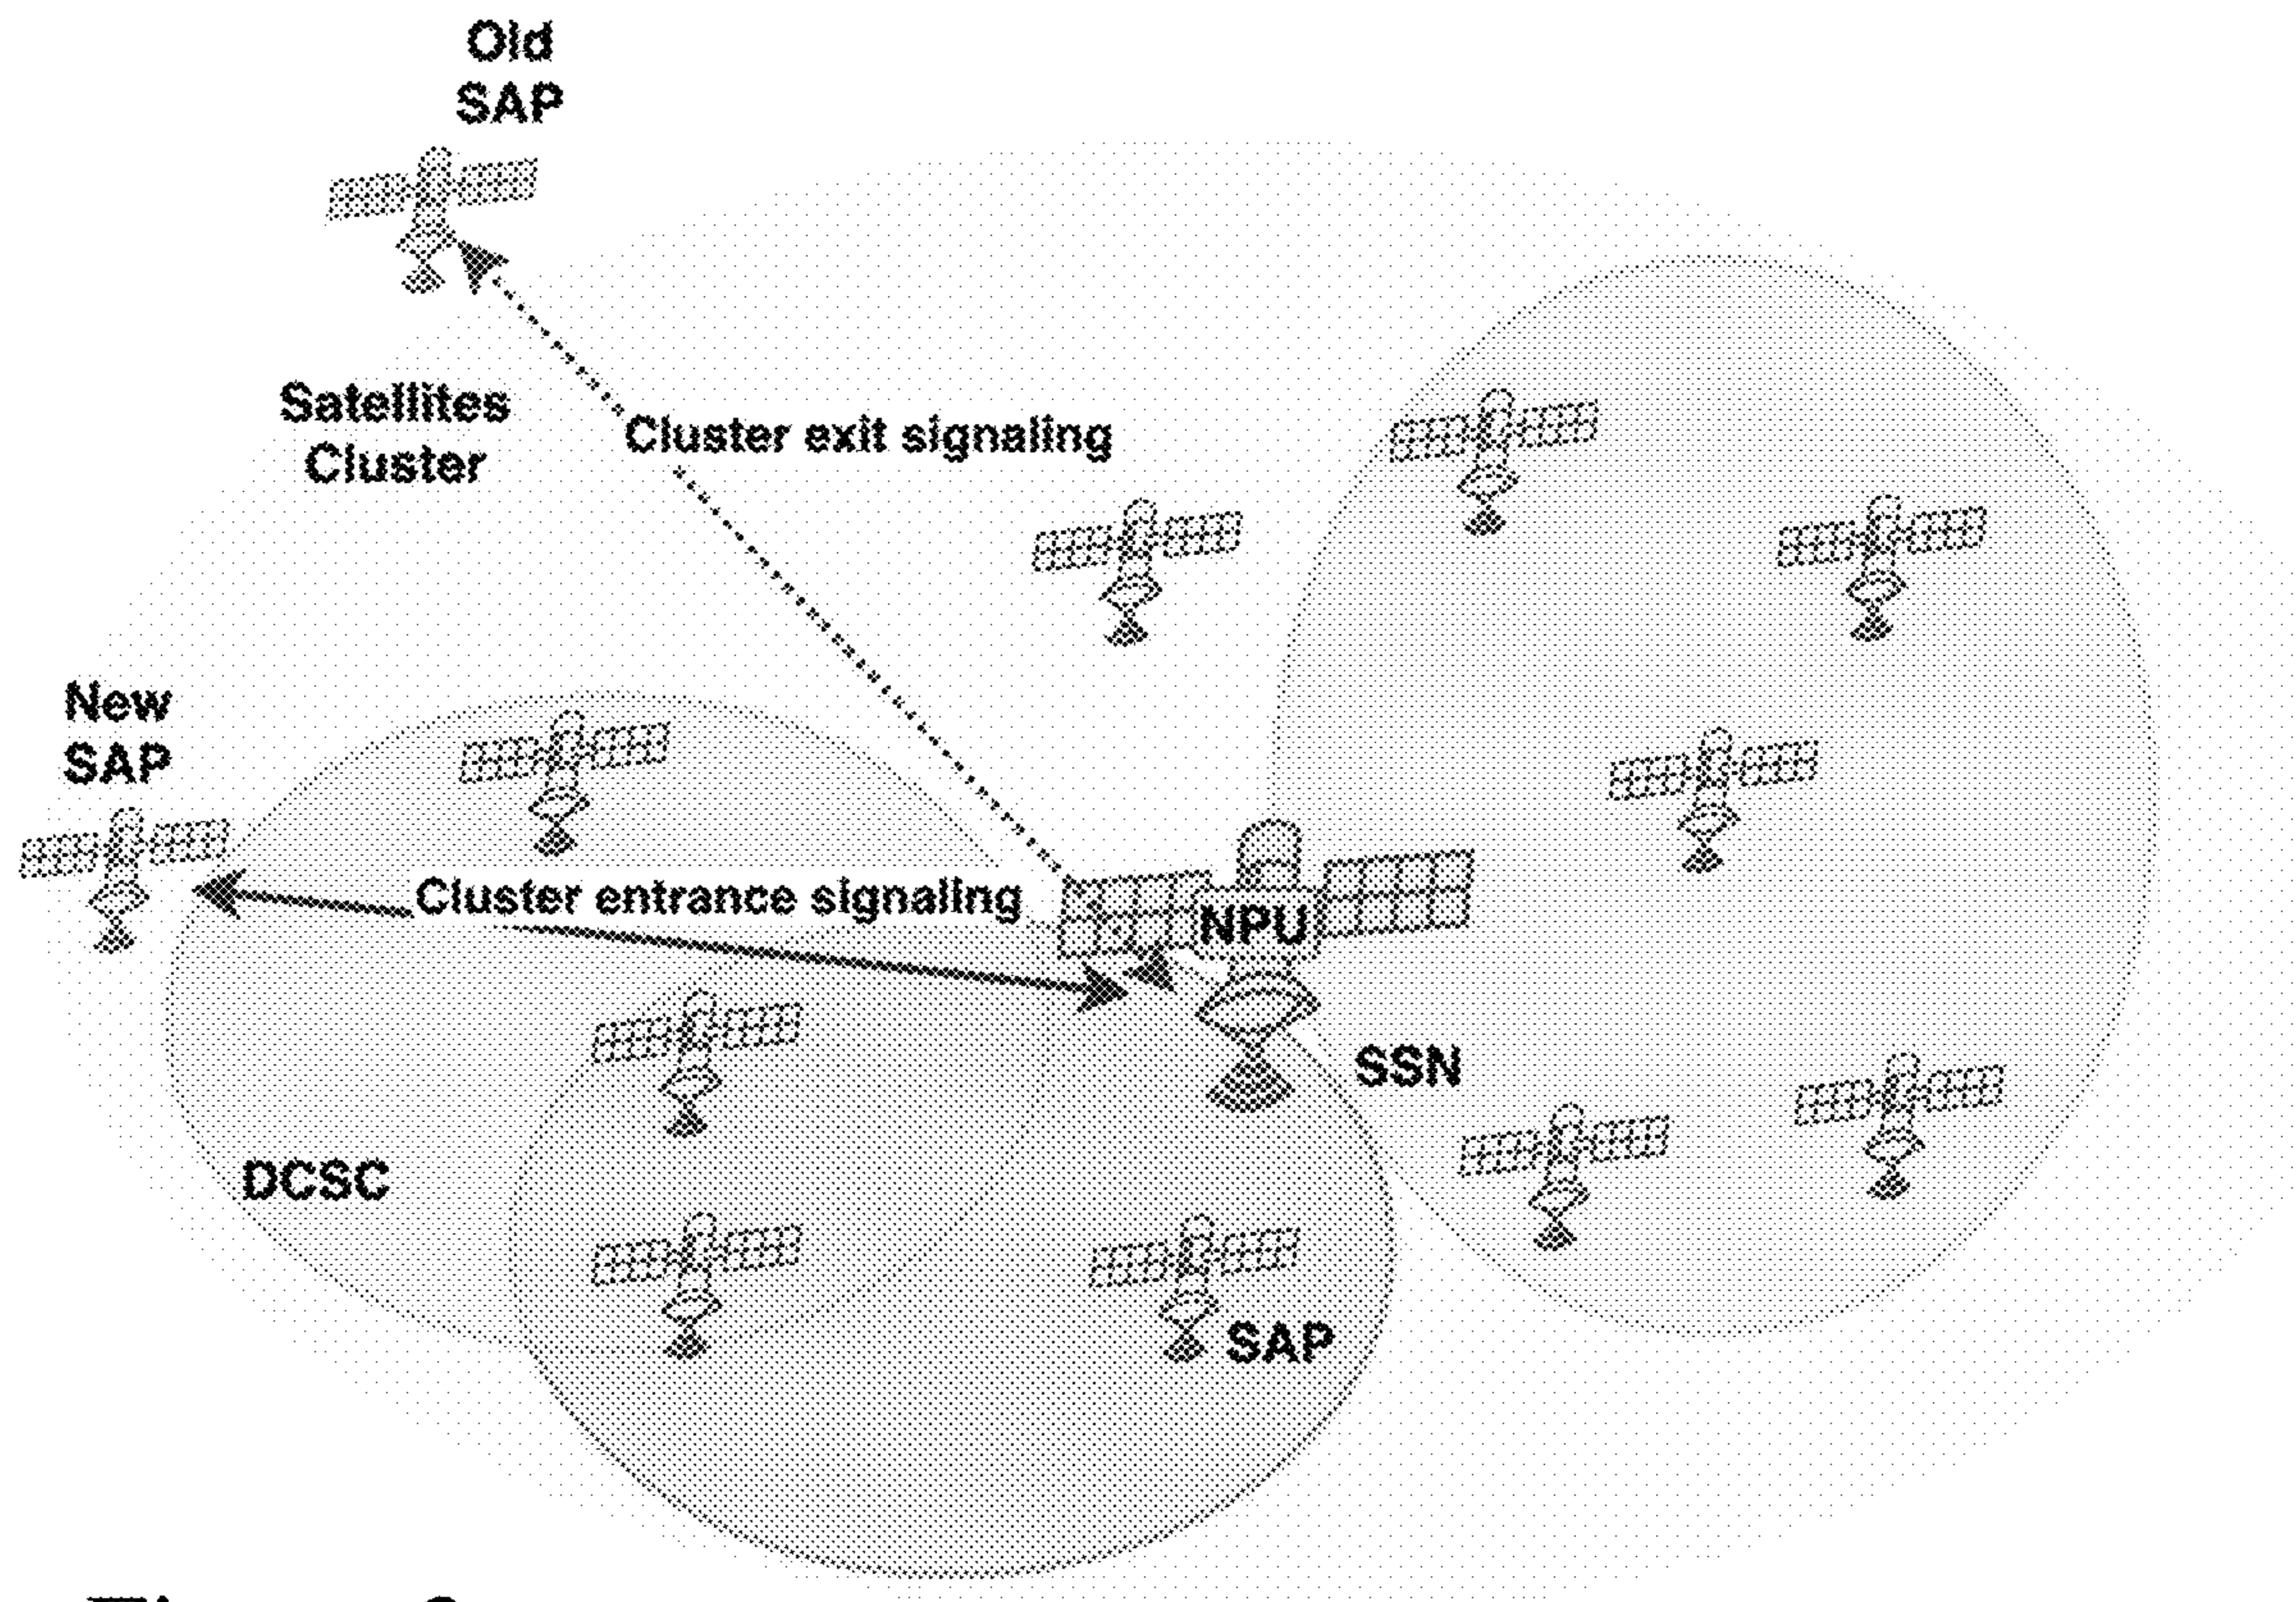 Old
SAP
Satellites
Cluster
Cluster exit signaling
New
SAP
Cluster entrance signaling
NPU
SSN
DCSC
SAP